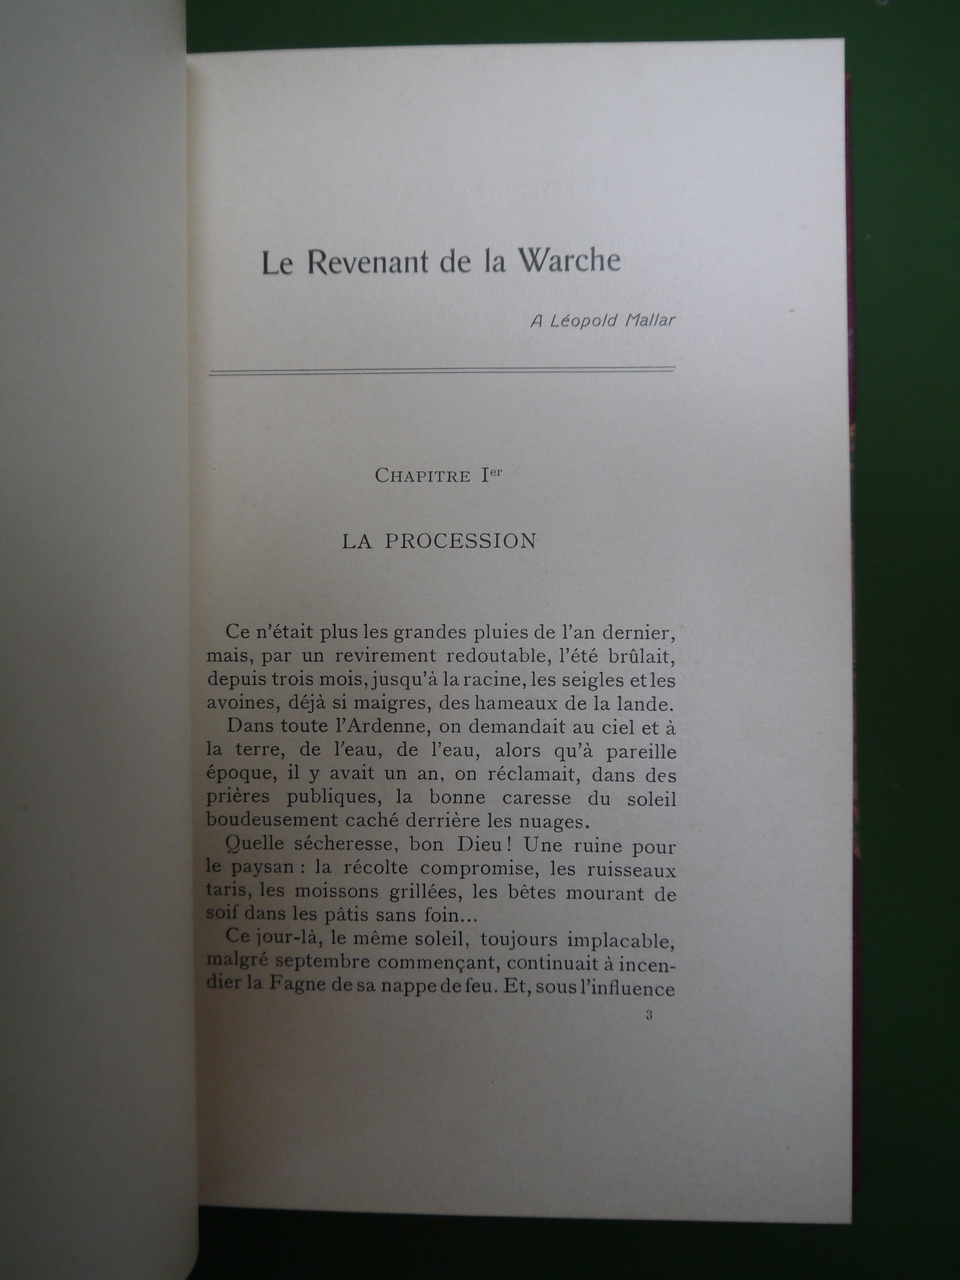 Le Revenant de la Warche
A Léopold Mallar
Chapitre Ier
LA PROCESSION
Ce n'était plus les grandes pluies de l'an dernier,
mais, par un revirement redoutable, l'été brûlait,
depuis trois mois, jusqu'à la racine, les seigles et les
avoines, déjà si maigres, des hameaux de la lande.
Dans toute l'Ardenne, on demandait au ciel et à
la terre, de l'eau, de l'eau, alors qu'à pareille
époque, il y avait un an, on réclamait, dans des
prières publiques, la bonne caresse du soleil
boudeusement caché derrière les nuages.
Quelle sécheresse, bon Dieu ! Une ruine pour
le paysan : la récolte compromise, les ruisseaux
taris, les moissons grillées, les bêtes mourant de
soif dans les pâtis sans foin...
Ce jour-là, le même soleil, toujours implacable,
malgré septembre commençant, continuait à incen-
dier la Fagne de sa nappe de feu. Et, sous l'influence
3